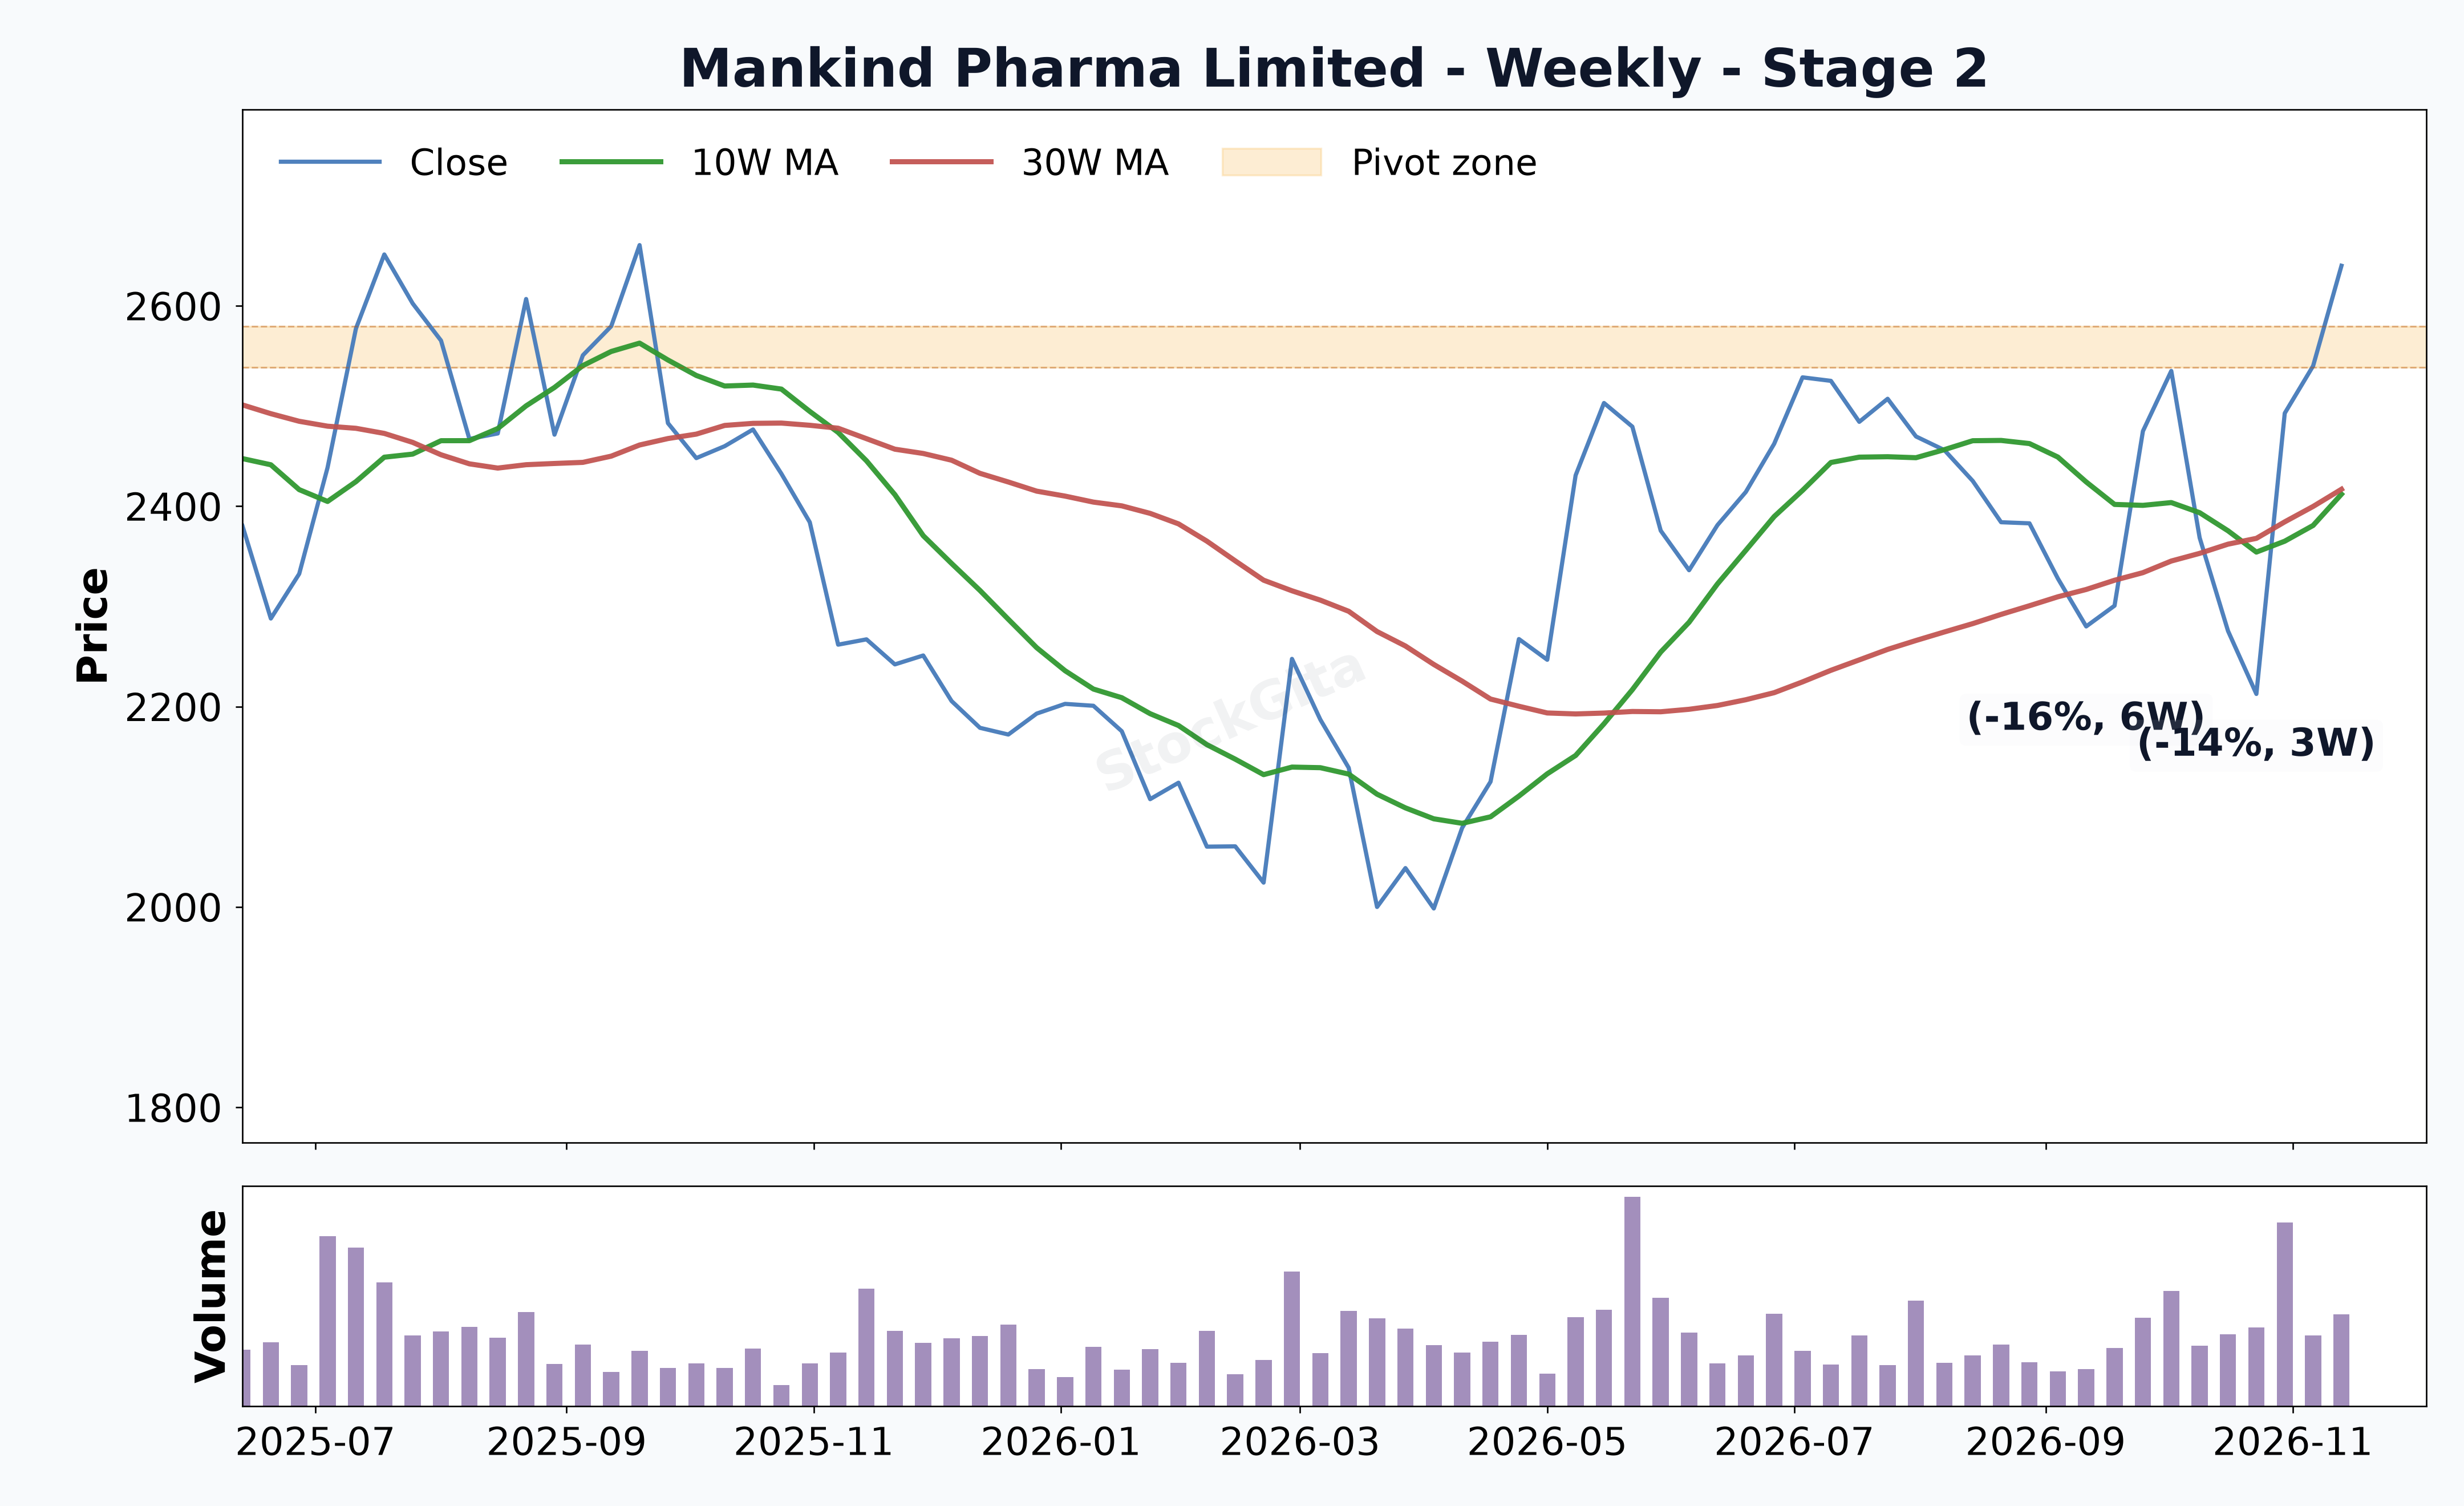 Mankind Pharma Limited - Weekly - Stage 2
Close 10W MA 30W MA Pivot zone
Price
2600
2400
2200
2000
1800
StockGita
(-16%, 6W)
(-14%, 3W)
Volume
2025-07 2025-09 2025-11 2026-01 2026-03 2026-05 2026-07 2026-09 2026-11